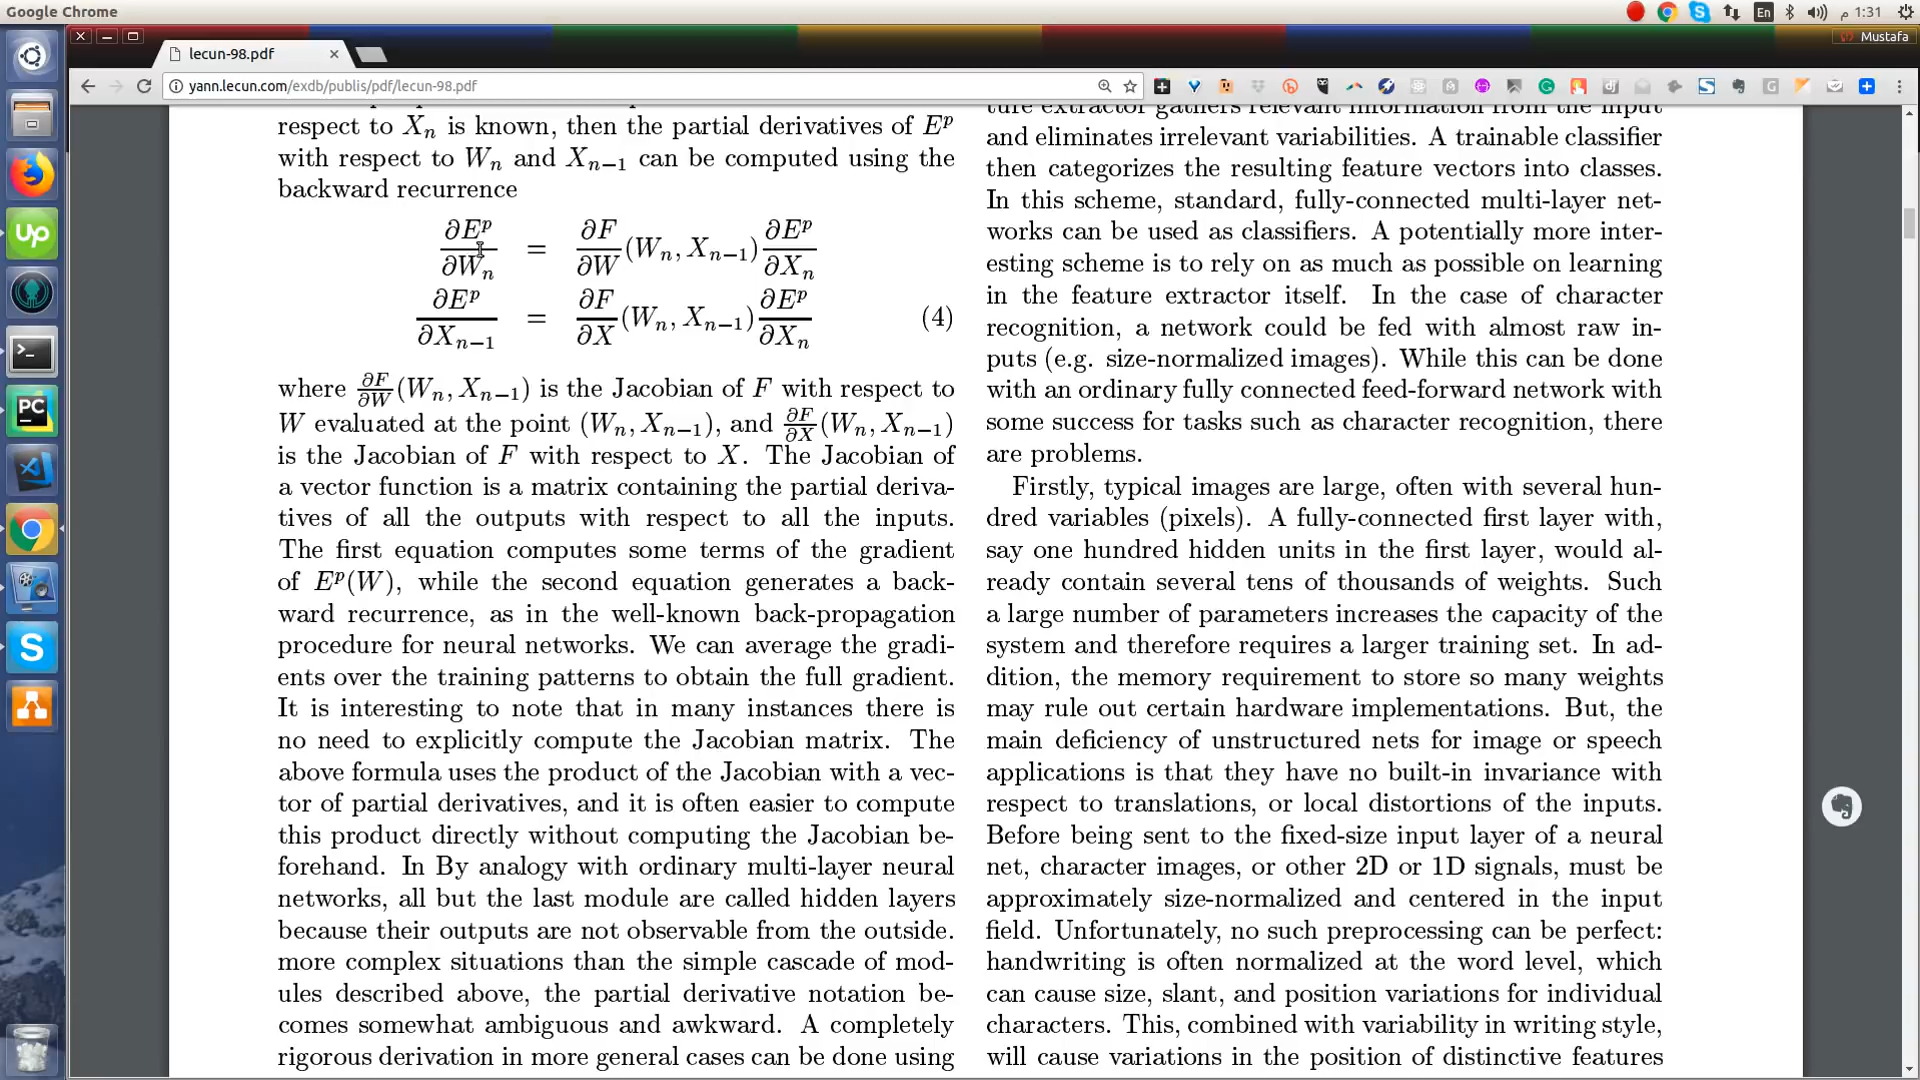 Google Chrome
En
1:31 م
Mustafa
lecun-98.pdf
yann.lecun.com/exdb/publis/pdf/lecun-98.pdf
respect to Xₙ is known, then the partial derivatives of Eᵖ
with respect to Wₙ and Xₙ₋₁ can be computed using the
backward recurrence
∂Eᵖ/∂Wₙ = ∂F/∂W (Wₙ, Xₙ₋₁) ∂Eᵖ/∂Xₙ
∂Eᵖ/∂Xₙ₋₁ = ∂F/∂X (Wₙ, Xₙ₋₁) ∂Eᵖ/∂Xₙ (4)
where ∂F/∂W (Wₙ, Xₙ₋₁) is the Jacobian of F with respect to
W evaluated at the point (Wₙ, Xₙ₋₁), and ∂F/∂X (Wₙ, Xₙ₋₁)
is the Jacobian of F with respect to X. The Jacobian of
a vector function is a matrix containing the partial deriva-
tives of all the outputs with respect to all the inputs.
The first equation computes some terms of the gradient
of Eᵖ(W), while the second equation generates a back-
ward recurrence, as in the well-known back-propagation
procedure for neural networks. We can average the gradi-
ents over the training patterns to obtain the full gradient.
It is interesting to note that in many instances there is
no need to explicitly compute the Jacobian matrix. The
above formula uses the product of the Jacobian with a vec-
tor of partial derivatives, and it is often easier to compute
this product directly without computing the Jacobian be-
forehand. In By analogy with ordinary multi-layer neural
networks, all but the last module are called hidden layers
because their outputs are not observable from the outside.
more complex situations than the simple cascade of mod-
ules described above, the partial derivative notation be-
comes somewhat ambiguous and awkward. A completely
rigorous derivation in more general cases can be done using
ture extractor gathers relevant information from the input
and eliminates irrelevant variabilities. A trainable classifier
then categorizes the resulting feature vectors into classes.
In this scheme, standard, fully-connected multi-layer net-
works can be used as classifiers. A potentially more inter-
esting scheme is to rely on as much as possible on learning
in the feature extractor itself. In the case of character
recognition, a network could be fed with almost raw in-
puts (e.g. size-normalized images). While this can be done
with an ordinary fully connected feed-forward network with
some success for tasks such as character recognition, there
are problems.
Firstly, typical images are large, often with several hun-
dred variables (pixels). A fully-connected first layer with,
say one hundred hidden units in the first layer, would al-
ready contain several tens of thousands of weights. Such
a large number of parameters increases the capacity of the
system and therefore requires a larger training set. In ad-
dition, the memory requirement to store so many weights
may rule out certain hardware implementations. But, the
main deficiency of unstructured nets for image or speech
applications is that they have no built-in invariance with
respect to translations, or local distortions of the inputs.
Before being sent to the fixed-size input layer of a neural
net, character images, or other 2D or 1D signals, must be
approximately size-normalized and centered in the input
field. Unfortunately, no such preprocessing can be perfect:
handwriting is often normalized at the word level, which
can cause size, slant, and position variations for individual
characters. This, combined with variability in writing style,
will cause variations in the position of distinctive features
Up
PC
S